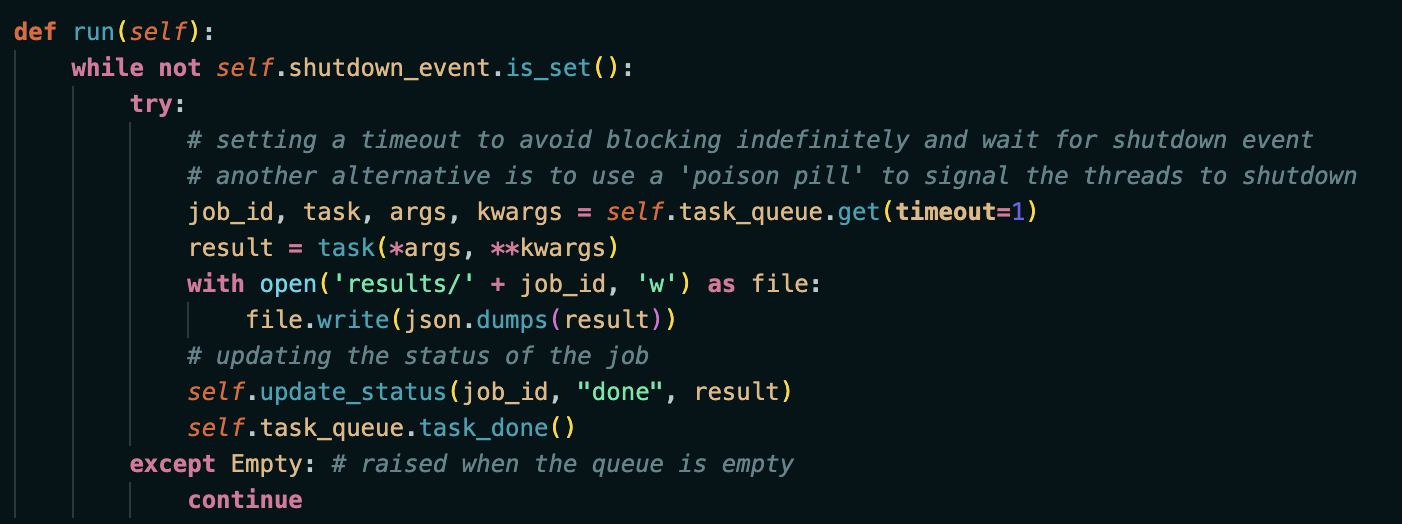 def run(self):
    while not self.shutdown_event.is_set():
        try:
            # setting a timeout to avoid blocking indefinitely and wait for shutdown event
            # another alternative is to use a 'poison pill' to signal the threads to shutdown
            job_id, task, args, kwargs = self.task_queue.get(timeout=1)
            result = task(*args, **kwargs)
            with open('results/' + job_id, 'w') as file:
                file.write(json.dumps(result))
            # updating the status of the job
            self.update_status(job_id, "done", result)
            self.task_queue.task_done()
        except Empty: # raised when the queue is empty
            continue